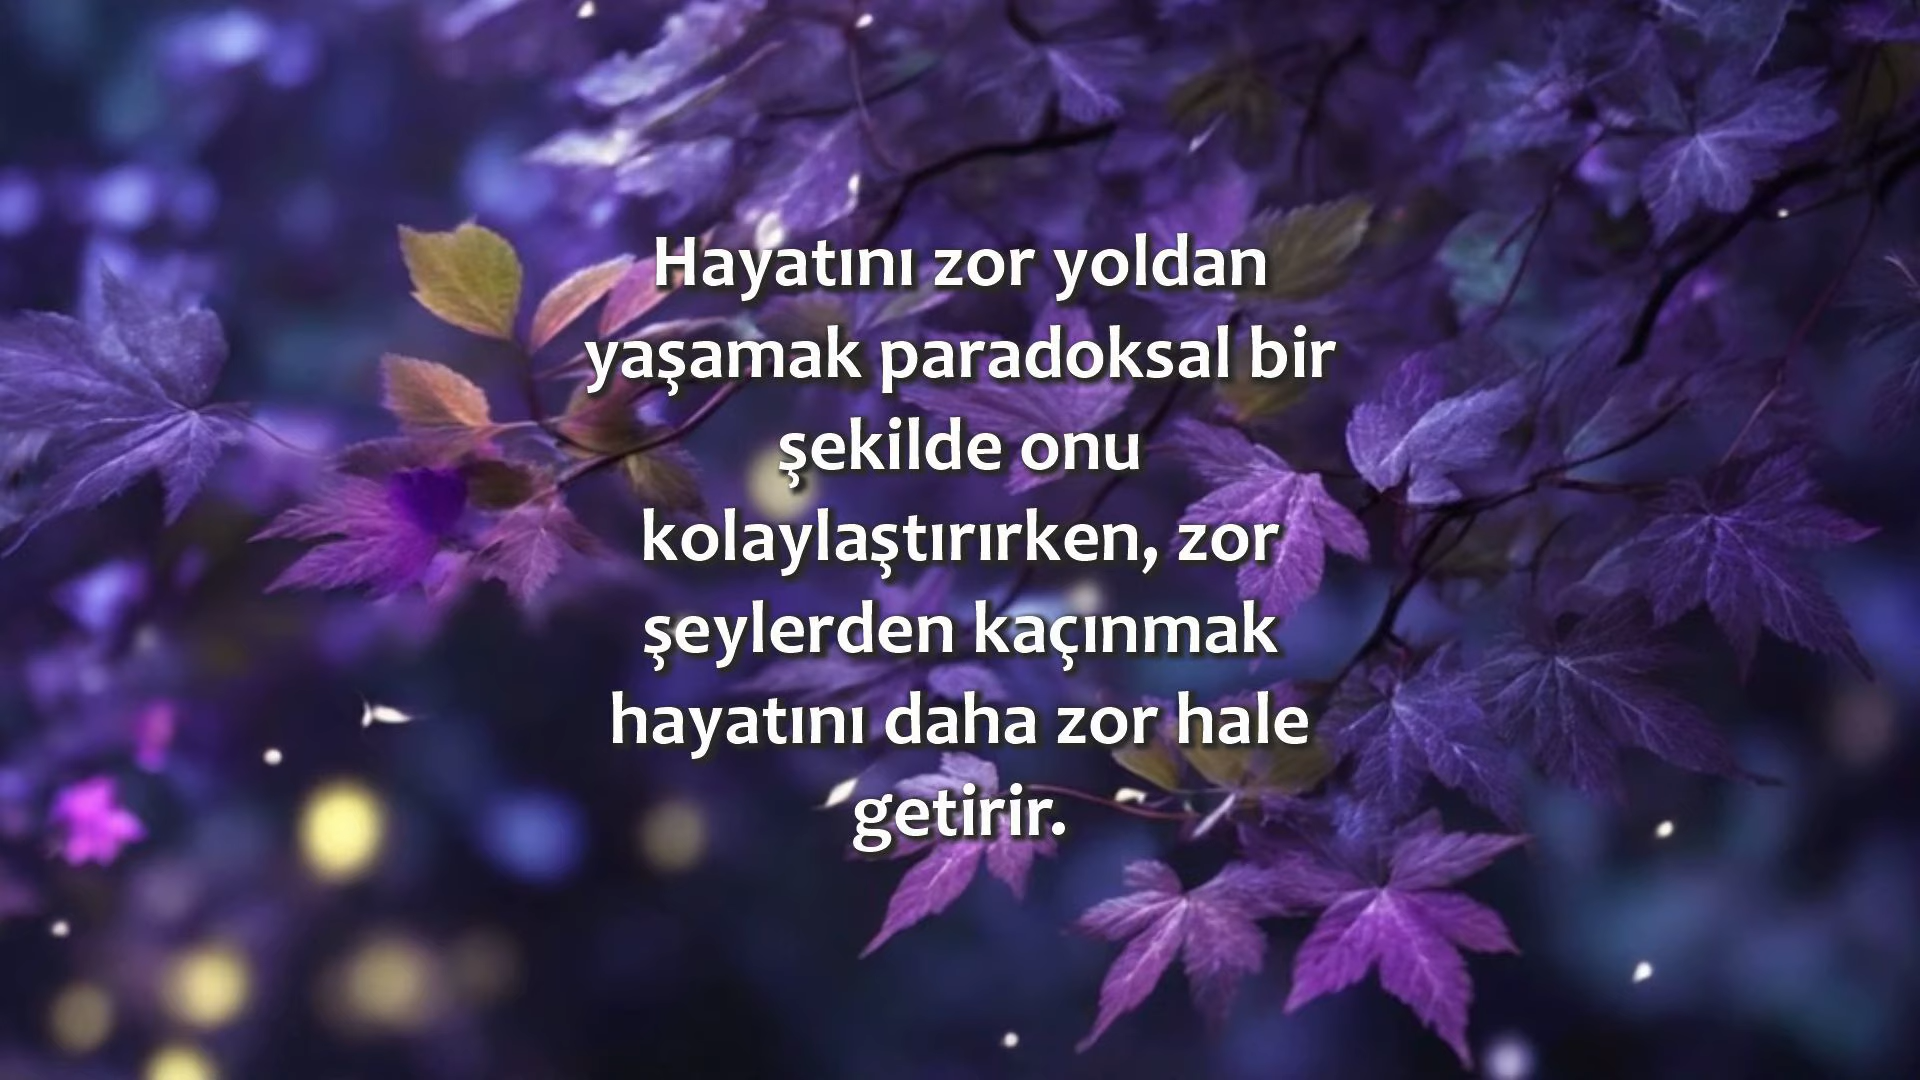 Hayatını zor yoldan
yaşamak paradoksal bir
şekilde onu
kolaylaştırırken, zor
şeylerden kaçınmak
hayatını daha zor hale
getirir.